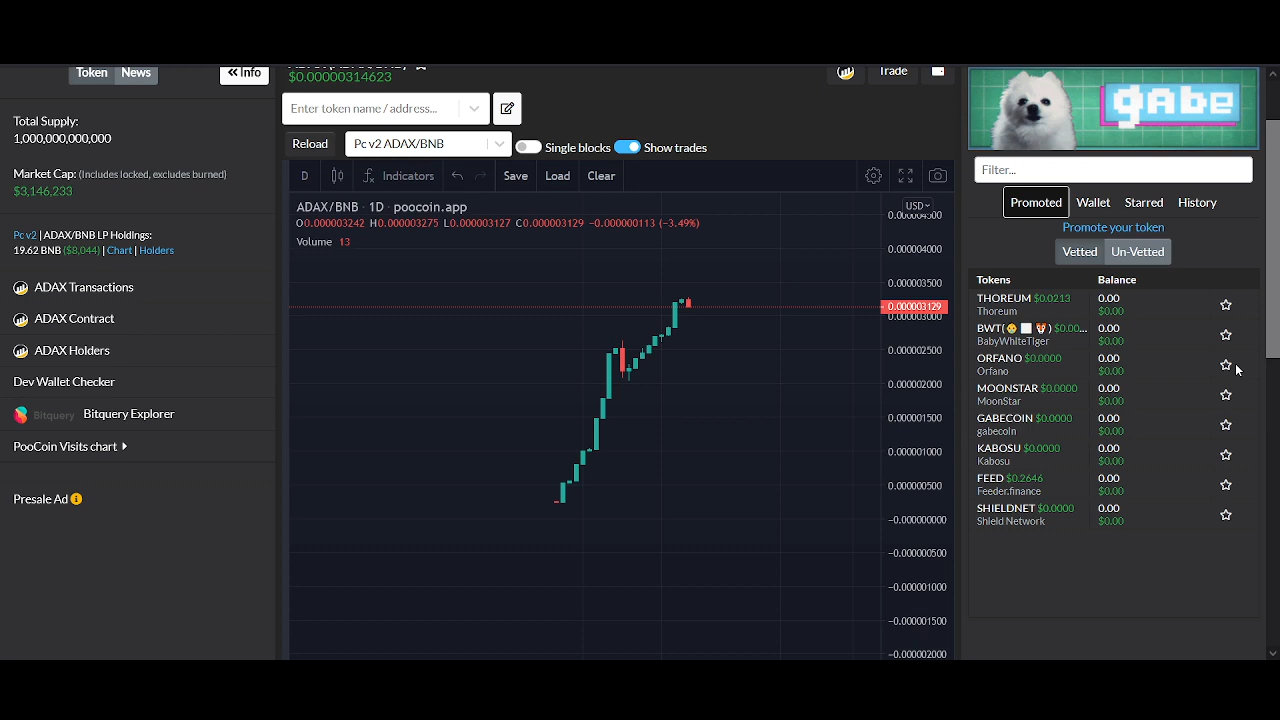 Token News « Info
Total Supply:
1,000,000,000,000
Market Cap: (Includes locked, excludes burned)
$3,146,233
Pc v2 | ADAX/BNB LP Holdings:
19.62 BNB ($8,044) | Chart | Holders
ADAX Transactions
ADAX Contract
ADAX Holders
Dev Wallet Checker
Bitquery Bitquery Explorer
PooCoin Visits chart
Presale Ad
$0.00000314623
Trade
Enter token name / address...
Reload Pc v2 ADAX/BNB Single blocks Show trades
D Indicators Save Load Clear
ADAX/BNB · 1D · poocoin.app
O0.000003242 H0.000003275 L0.000003127 C0.000003129 −0.000000113 (−3.49%)
Volume 13
USD
0.000004500
0.000004000
0.000003500
0.000003129
0.000003000
0.000002500
0.000002000
0.000001500
0.000001000
0.000000500
−0.000000000
−0.000000500
−0.000001000
−0.000001500
−0.000002000
gAbe
Filter...
Promoted Wallet Starred History
Promote your token
Vetted Un-Vetted
Tokens Balance
THOREUM $0.0213 0.00
Thoreum $0.00
BWT(👶⬜🐯) $0.00... 0.00
BabyWhiteTiger $0.00
ORFANO $0.0000 0.00
Orfano $0.00
MOONSTAR $0.0000 0.00
MoonStar $0.00
GABECOIN $0.0000 0.00
gabecoin $0.00
KABOSU $0.0000 0.00
Kabosu $0.00
FEED $0.2646 0.00
Feeder.finance $0.00
SHIELDNET $0.0000 0.00
Shield Network $0.00